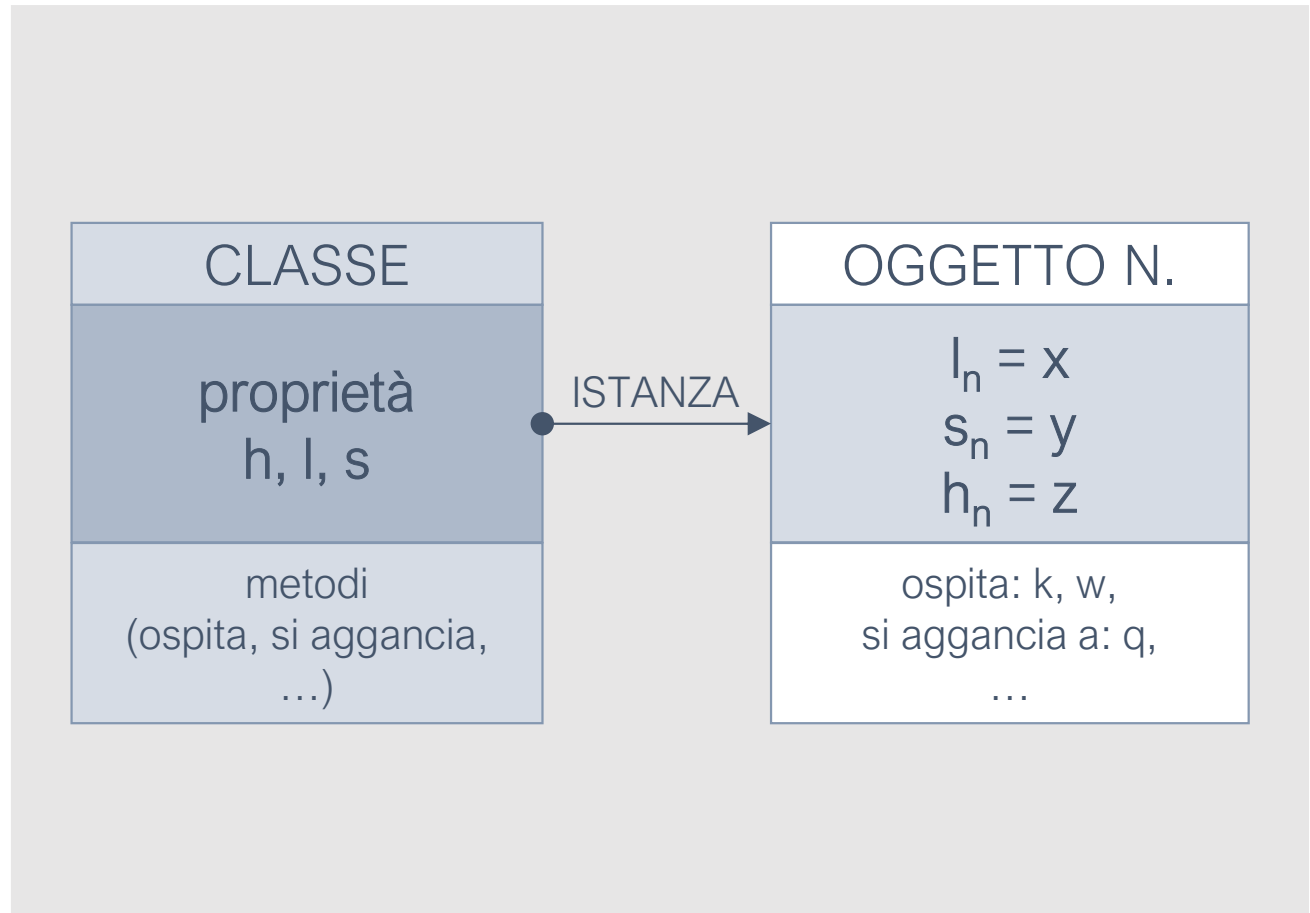 CLASSE
proprietà
h, l, s
metodi
(ospita, si aggancia,
…)
ISTANZA
OGGETTO N.
lₙ = x
sₙ = y
hₙ = z
ospita: k, w,
si aggancia a: q,
…